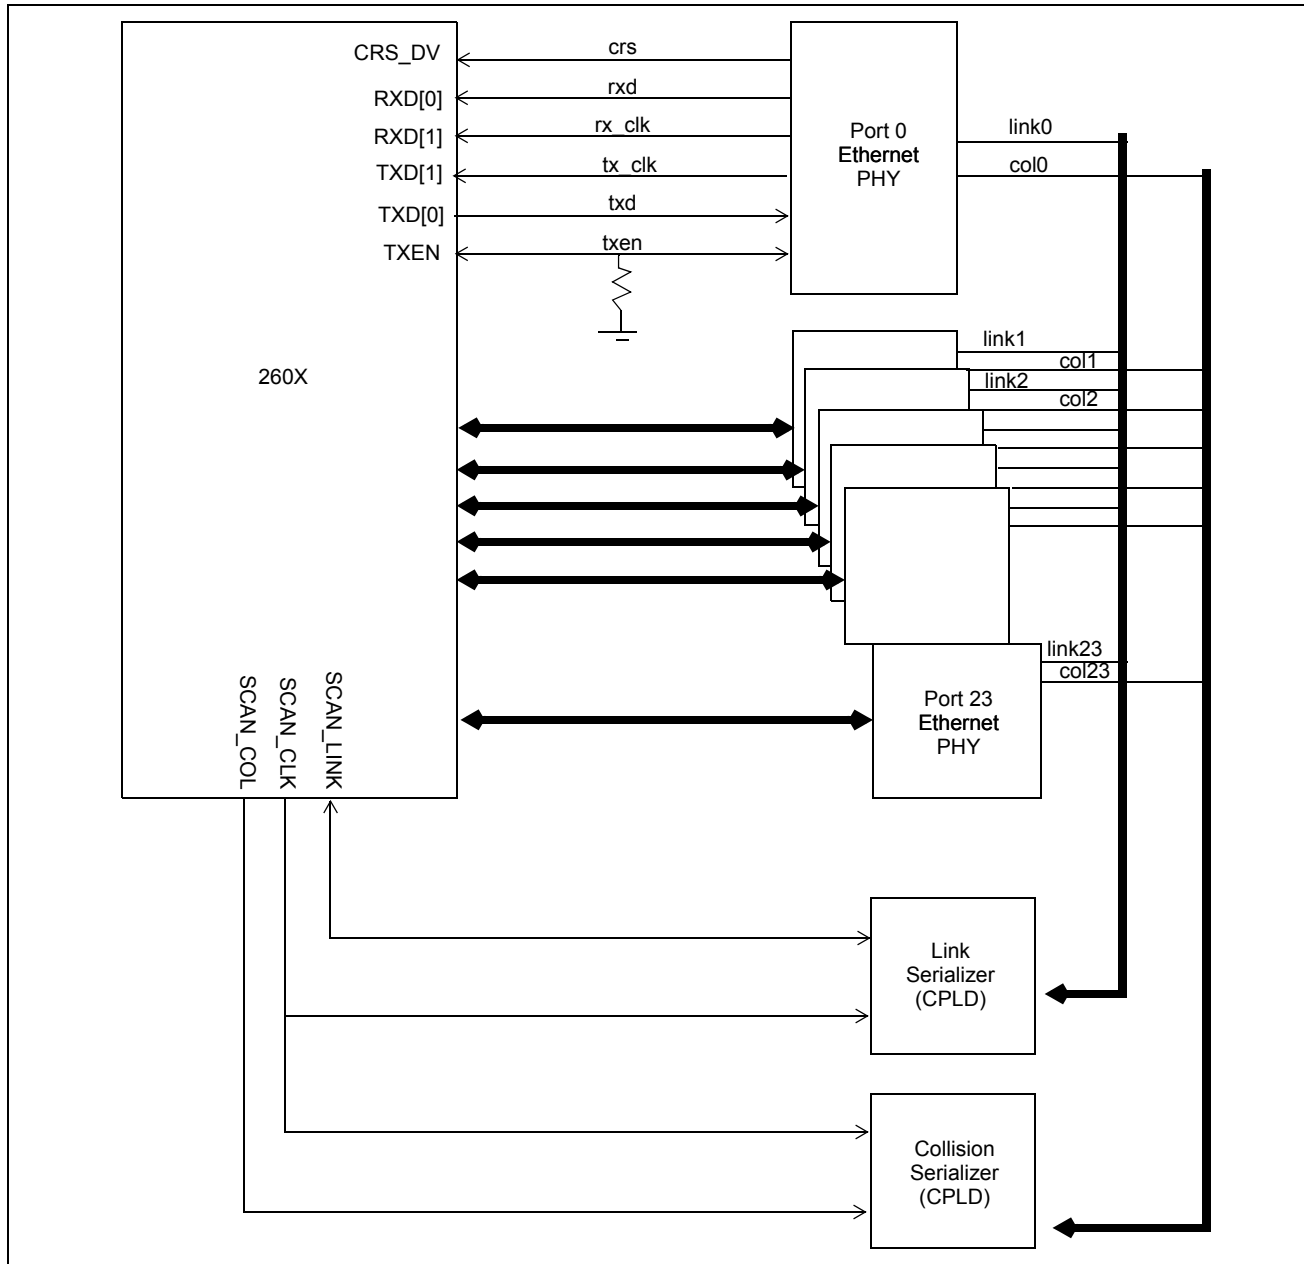 CRS_DV
crs
RXD[0]
rxd
RXD[1]
rx_clk
TXD[1]
tx_clk
TXD[0]
txd
TXEN
txen
Port 0
Ethernet
PHY
link0
col0
260X
link1
col1
link2
col2
link23
col23
Port 23
Ethernet
PHY
SCAN_COL
SCAN_CLK
SCAN_LINK
Link
Serializer
(CPLD)
Collision
Serializer
(CPLD)